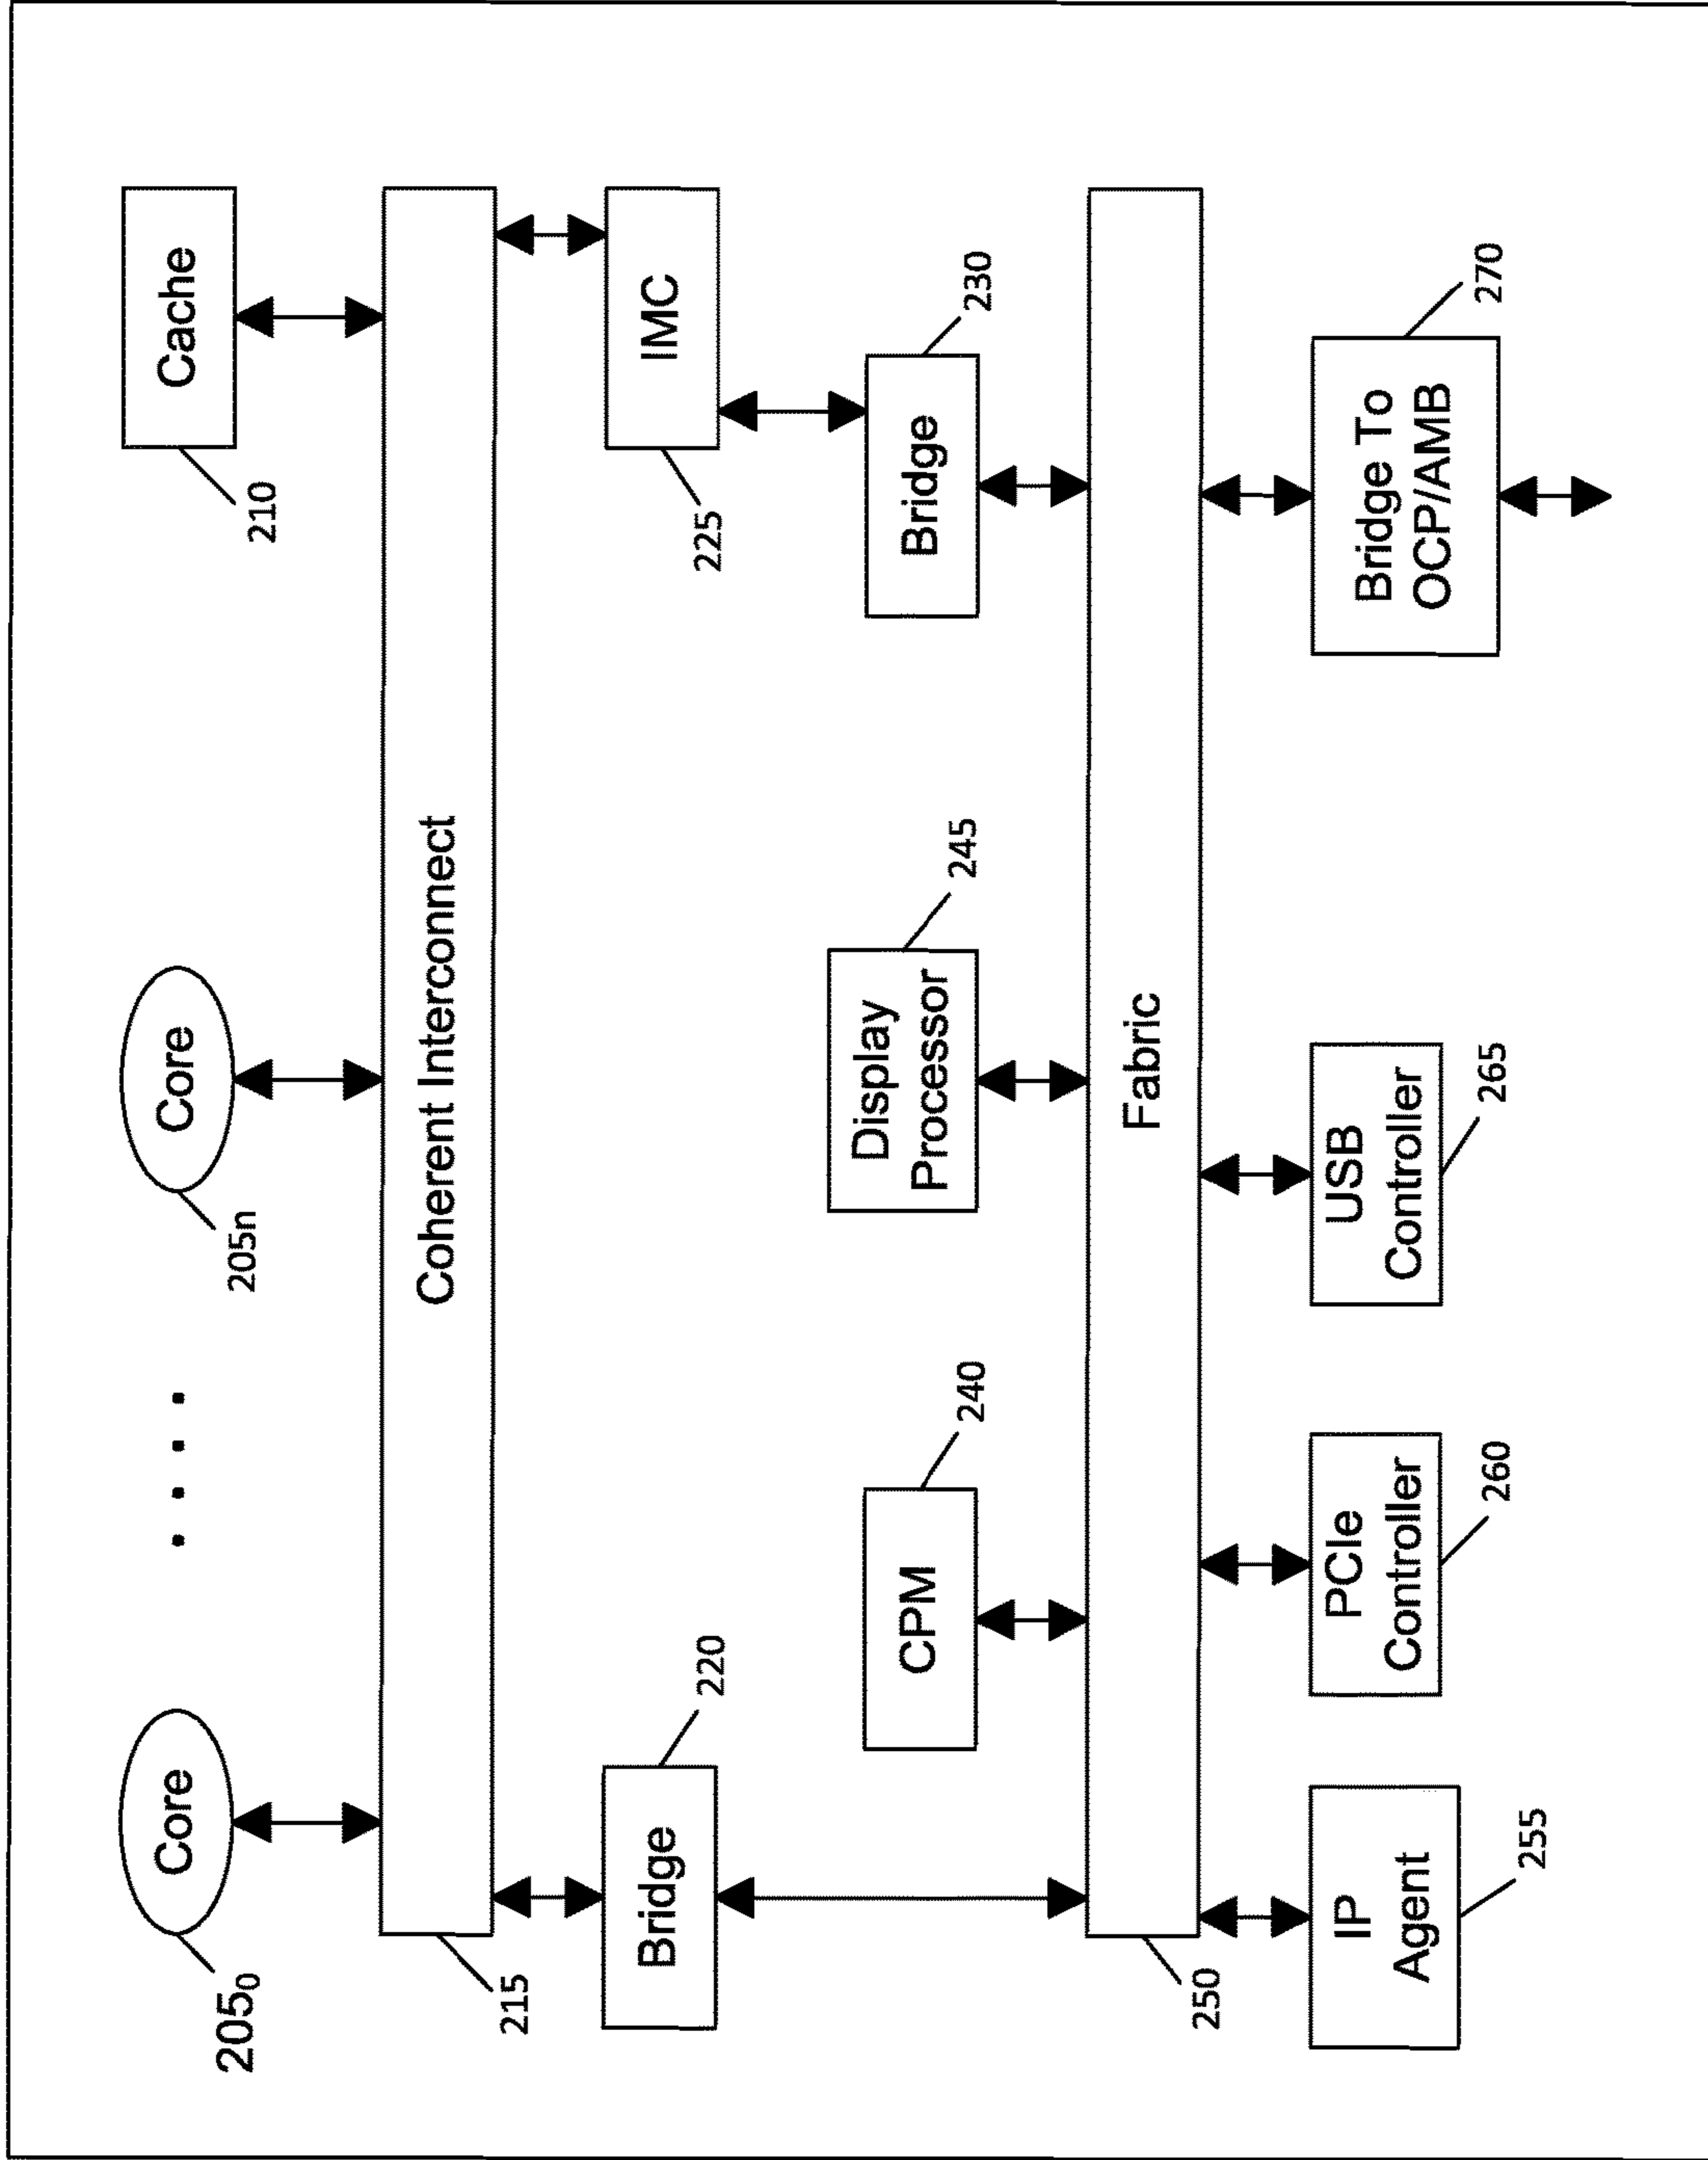 Core
Core
Cache
205₀
205n
210
Coherent Interconnect
215
Bridge
220
IMC
225
CPM
240
Display
Processor
245
Bridge
230
Fabric
250
IP
Agent
255
PCIe
Controller
260
USB
Controller
265
Bridge To
OCP/AMB
270